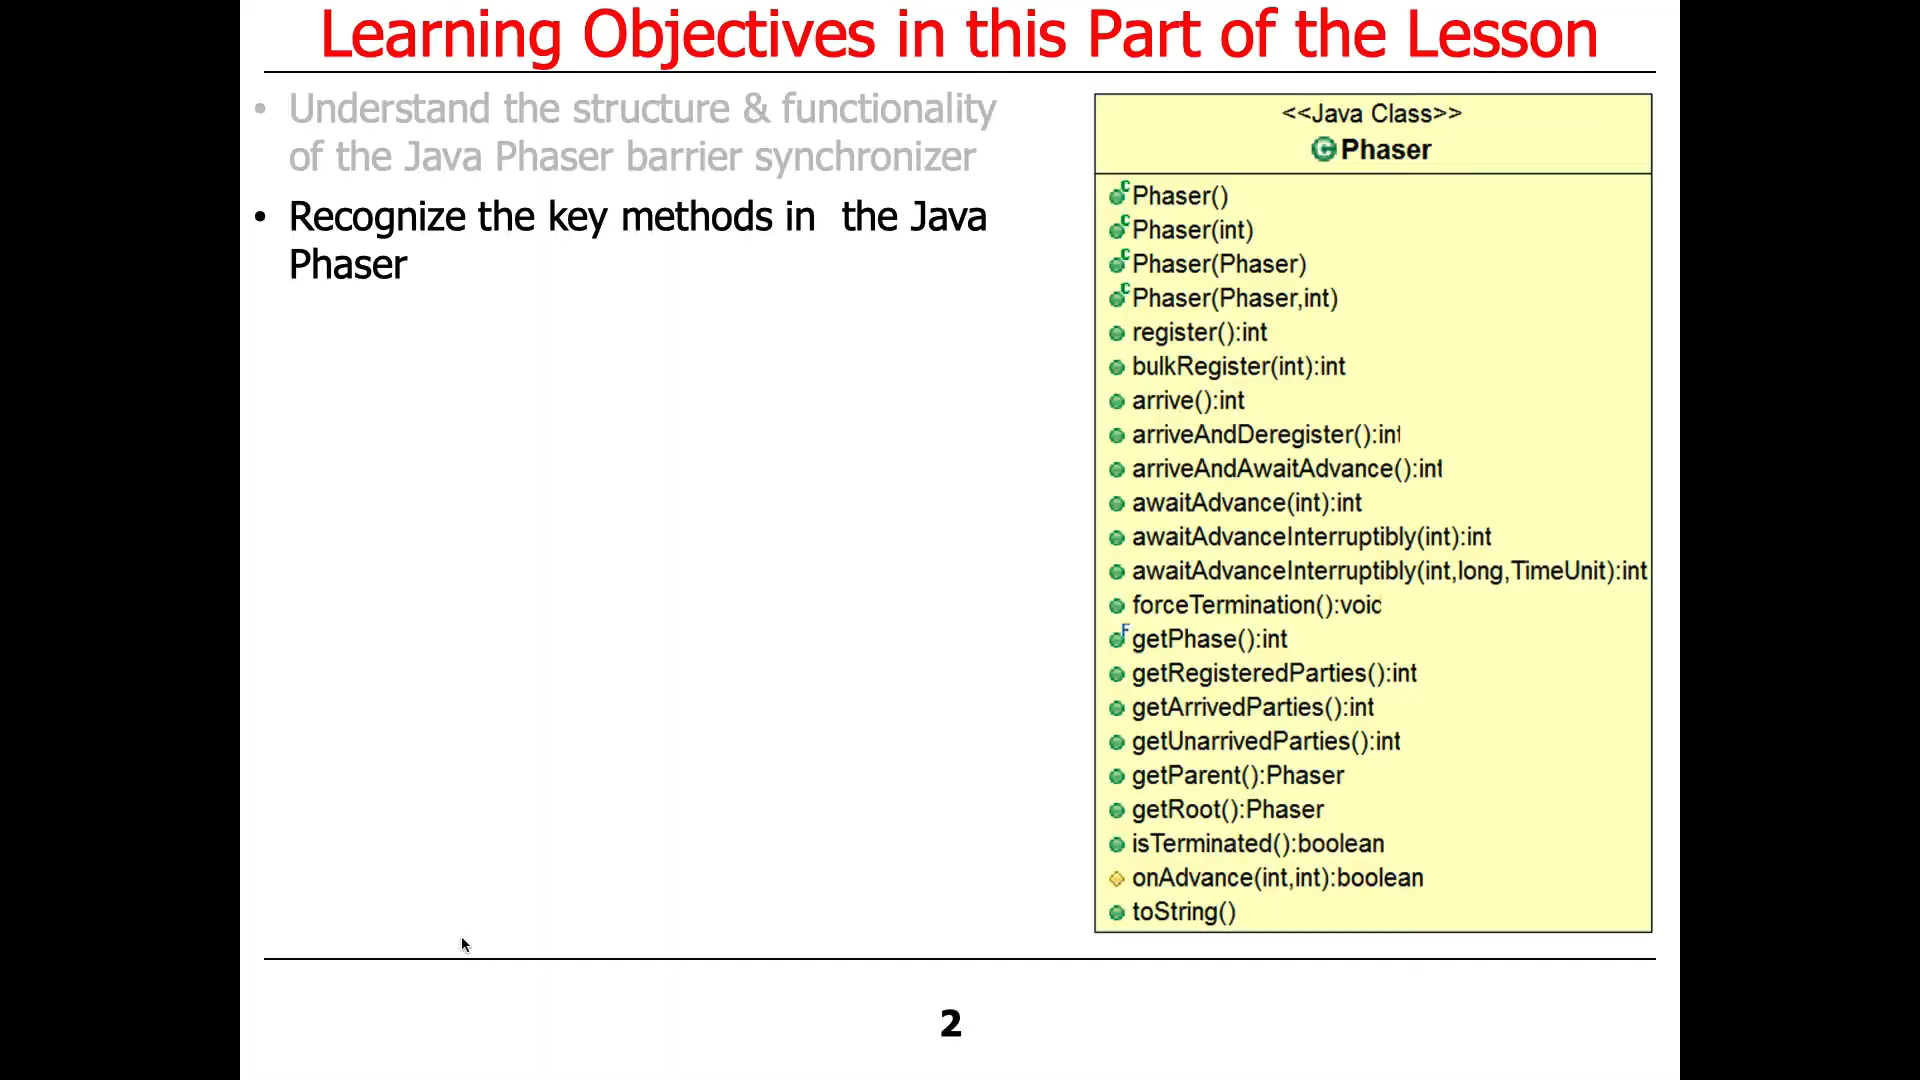 Learning Objectives in this Part of the Lesson
• Understand the structure & functionality
of the Java Phaser barrier synchronizer
• Recognize the key methods in  the Java
Phaser
<<Java Class>>
Phaser
Phaser()
Phaser(int)
Phaser(Phaser)
Phaser(Phaser,int)
register():int
bulkRegister(int):int
arrive():int
arriveAndDeregister():int
arriveAndAwaitAdvance():int
awaitAdvance(int):int
awaitAdvanceInterruptibly(int):int
awaitAdvanceInterruptibly(int,long,TimeUnit):int
forceTermination():void
getPhase():int
getRegisteredParties():int
getArrivedParties():int
getUnarrivedParties():int
getParent():Phaser
getRoot():Phaser
isTerminated():boolean
onAdvance(int,int):boolean
toString()
2